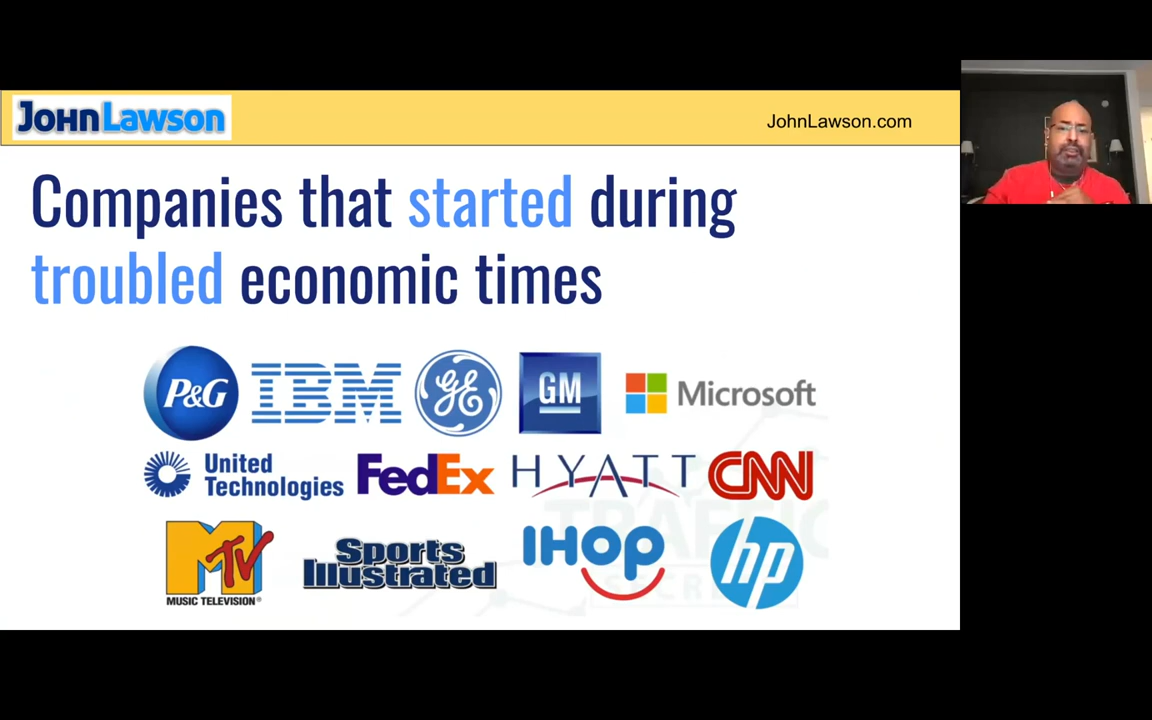 JohnLawson
JohnLawson.com
Companies that started during
troubled economic times
P&G IBM GE GM Microsoft
United
Technologies FedEx HYATT CNN
TRAFFIC
MTV
MUSIC TELEVISION®
Sports
Illustrated
IHOP hp